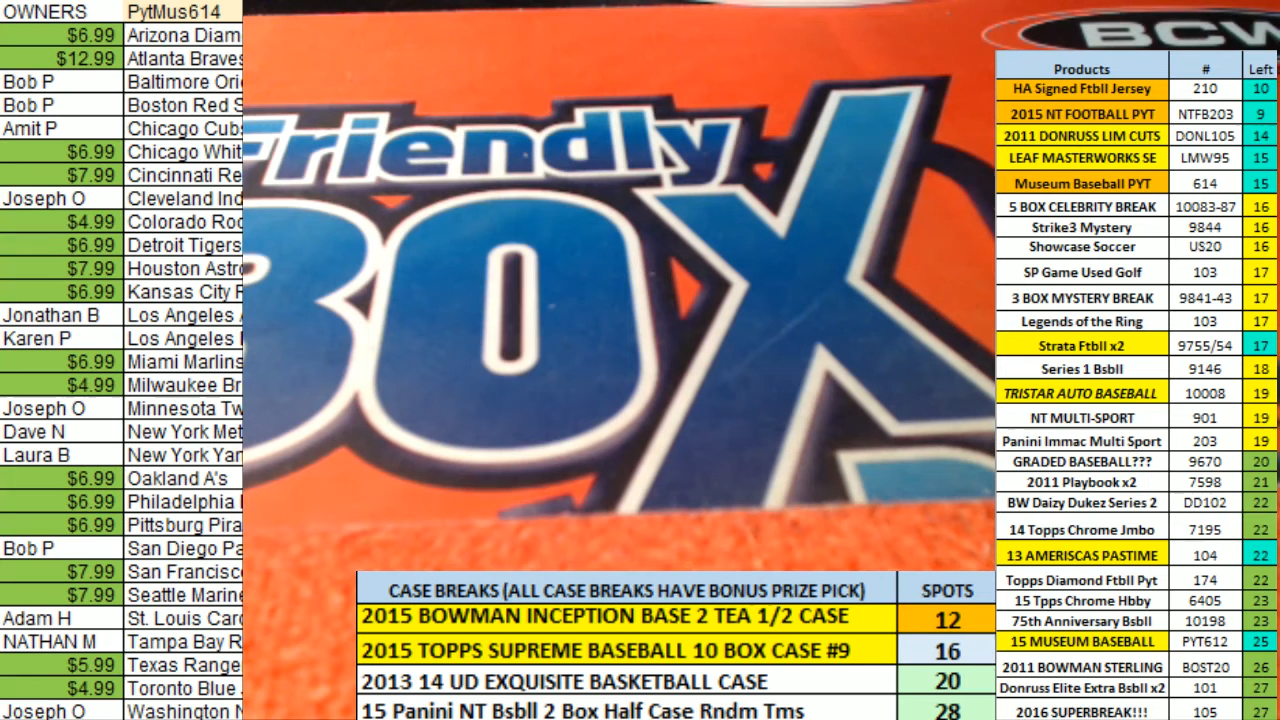 OWNERS PytMus614
$6.99 Arizona Diam
$12.99 Atlanta Braves
Bob P Baltimore Ori
Bob P Boston Red S
Amit P Chicago Cubs
$6.99 Chicago Whit
$7.99 Cincinnati Re
Joseph O Cleveland Ind
$4.99 Colorado Roc
$6.99 Detroit Tigers
$7.99 Houston Astro
$6.99 Kansas City R
Jonathan B Los Angeles A
Karen P Los Angeles
$6.99 Miami Marlins
$4.99 Milwaukee Br
Joseph O Minnesota Tw
Dave N New York Met
Laura B New York Yan
$6.99 Oakland A's
$6.99 Philadelphia
$6.99 Pittsburg Pira
Bob P San Diego Pa
$7.99 San Francisc
$7.99 Seattle Marine
Adam H St. Louis Card
NATHAN M Tampa Bay R
$5.99 Texas Range
$4.99 Toronto Blue
Joseph O Washington N
Friendly
BOX
BCW
Products # Left
HA Signed Ftbll Jersey 210 10
2015 NT FOOTBALL PYT NTFB203 9
2011 DONRUSS LIM CUTS DONL105 14
LEAF MASTERWORKS SE LMW95 15
Museum Baseball PYT 614 15
5 BOX CELEBRITY BREAK 10083-87 16
Strike3 Mystery 9844 16
Showcase Soccer US20 16
SP Game Used Golf 103 17
3 BOX MYSTERY BREAK 9841-43 17
Legends of the Ring 103 17
Strata Ftbll x2 9755/54 17
Series 1 Bsbll 9146 18
TRISTAR AUTO BASEBALL 10008 19
NT MULTI-SPORT 901 19
Panini Immac Multi Sport 203 19
GRADED BASEBALL??? 9670 20
2011 Playbook x2 7598 21
BW Daizy Dukez Series 2 DD102 22
14 Topps Chrome Jmbo 7195 22
13 AMERISCAS PASTIME 104 22
Topps Diamond Ftbll Pyt 174 22
15 Tpps Chrome Hbby 6405 23
75th Anniversary Bsbll 10198 23
15 MUSEUM BASEBALL PYT612 25
2011 BOWMAN STERLING BOST20 26
Donruss Elite Extra Bsbll x2 101 27
2016 SUPERBREAK!!! 105 27
CASE BREAKS (ALL CASE BREAKS HAVE BONUS PRIZE PICK) SPOTS
2015 BOWMAN INCEPTION BASE 2 TEA 1/2 CASE 12
2015 TOPPS SUPREME BASEBALL 10 BOX CASE #9 16
2013 14 UD EXQUISITE BASKETBALL CASE 20
15 Panini NT Bsbll 2 Box Half Case Rndm Tms 28